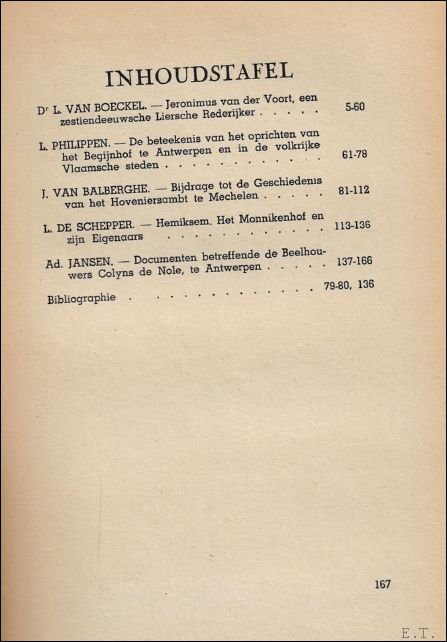 INHOUDSTAFEL
Dr L. VAN BOECKEL. — Jeronimus van der Voort, een
zestiendeeuwsche Liersche Rederijker . . . . . 5-60
L. PHILIPPEN. — De beteekenis van het oprichten van
het Begijnhof te Antwerpen en in de volkrijke
Vlaamsche steden . . . . . . . . . . . 61-78
J. VAN BALBERGHE. — Bijdrage tot de Geschiedenis
van het Hoveniersambt te Mechelen . . . . . 81-112
L. DE SCHEPPER. — Hemiksem, Het Monnikenhof en
zijn Eigenaars . . . . . . . . . . . 113-136
Ad. JANSEN. — Documenten betreffende de Beelhou-
wers Colyns de Nole, te Antwerpen . . . . . 137-166
Bibliographie . . . . . . . . . . . . . 79-80, 136
167
E.T.